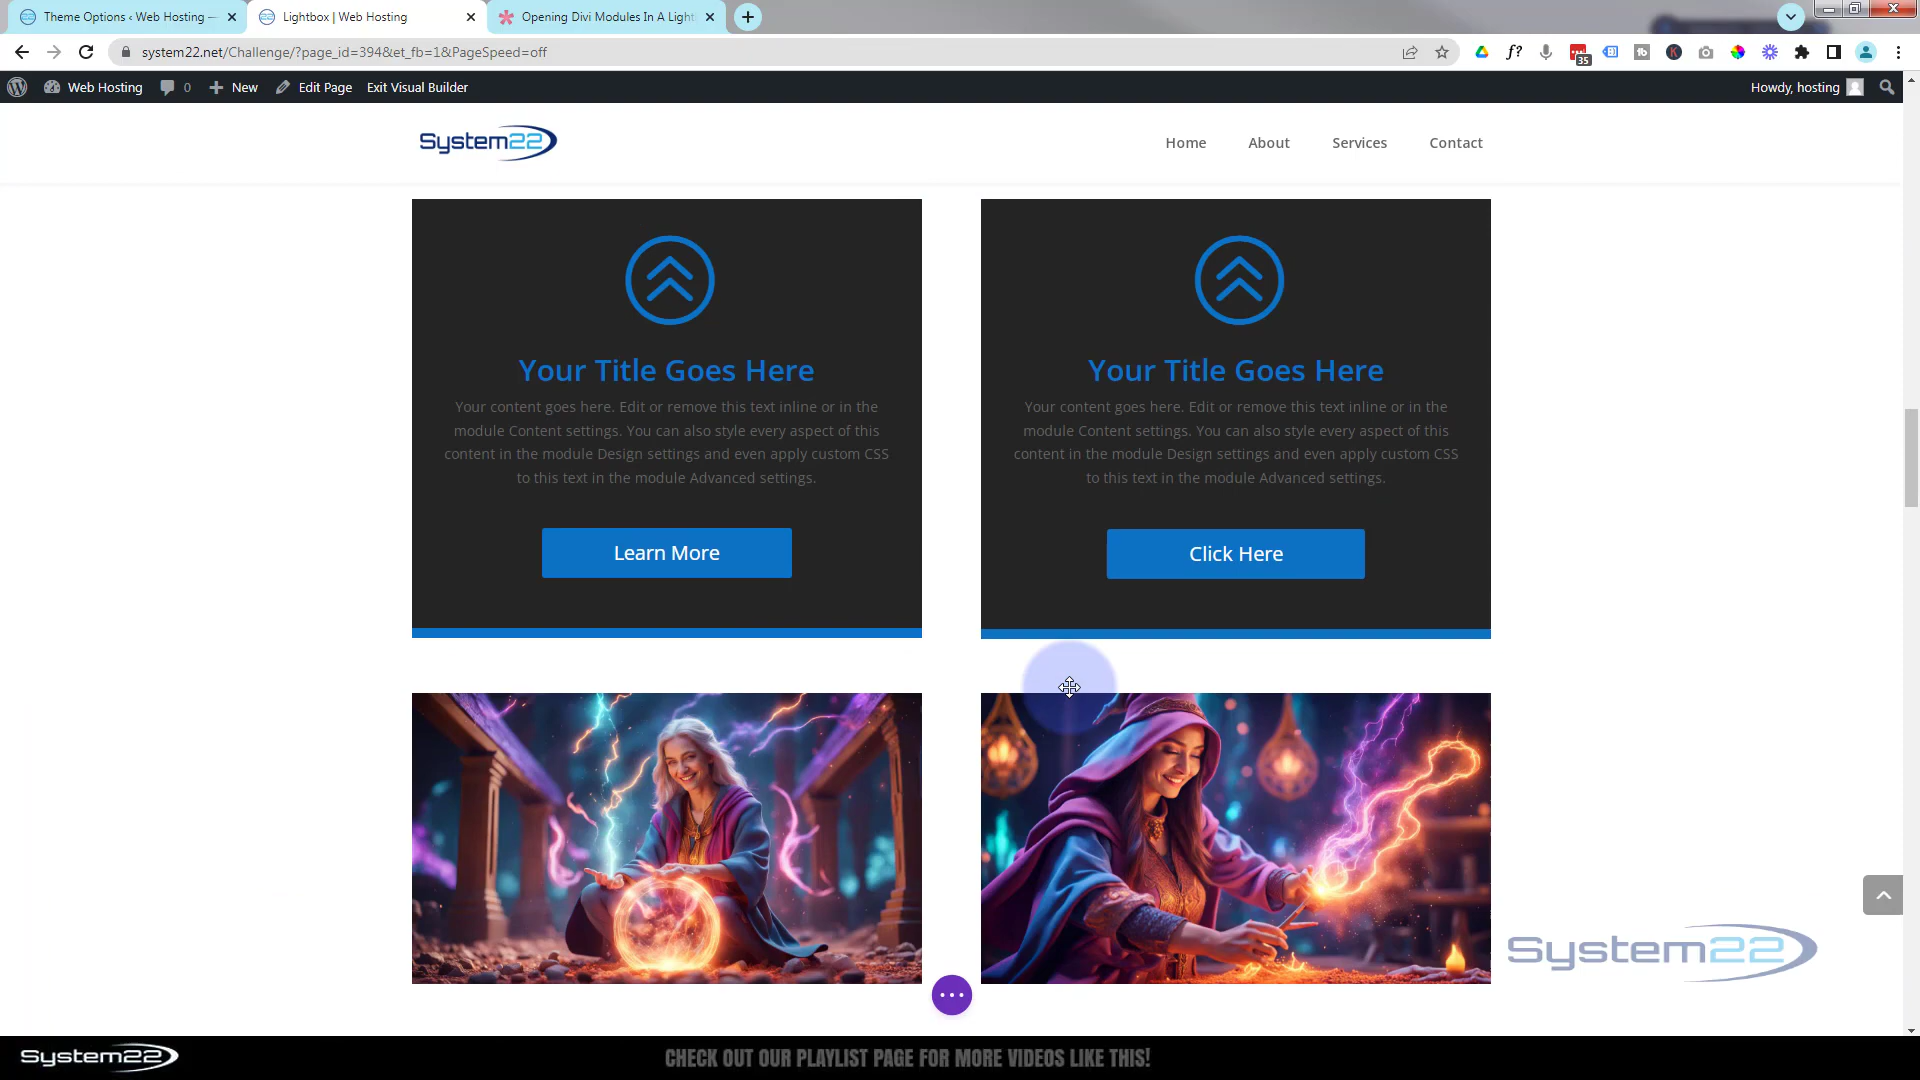 Theme Options ‹ Web Hosting —
Lightbox | Web Hosting
Opening Divi Modules In A Light
system22.net/Challenge/?page_id=394&et_fb=1&PageSpeed=off
f?
35
tb
K
Web Hosting
0
New
Edit Page
Exit Visual Builder
Howdy, hosting
System22
Home
About
Services
Contact
Your Title Goes Here
Your content goes here. Edit or remove this text inline or in the
module Content settings. You can also style every aspect of this
content in the module Design settings and even apply custom CSS
to this text in the module Advanced settings.
Learn More
Your Title Goes Here
Your content goes here. Edit or remove this text inline or in the
module Content settings. You can also style every aspect of this
content in the module Design settings and even apply custom CSS
to this text in the module Advanced settings.
Click Here
System22
System22
CHECK OUT OUR PLAYLIST PAGE FOR MORE VIDEOS LIKE THIS!